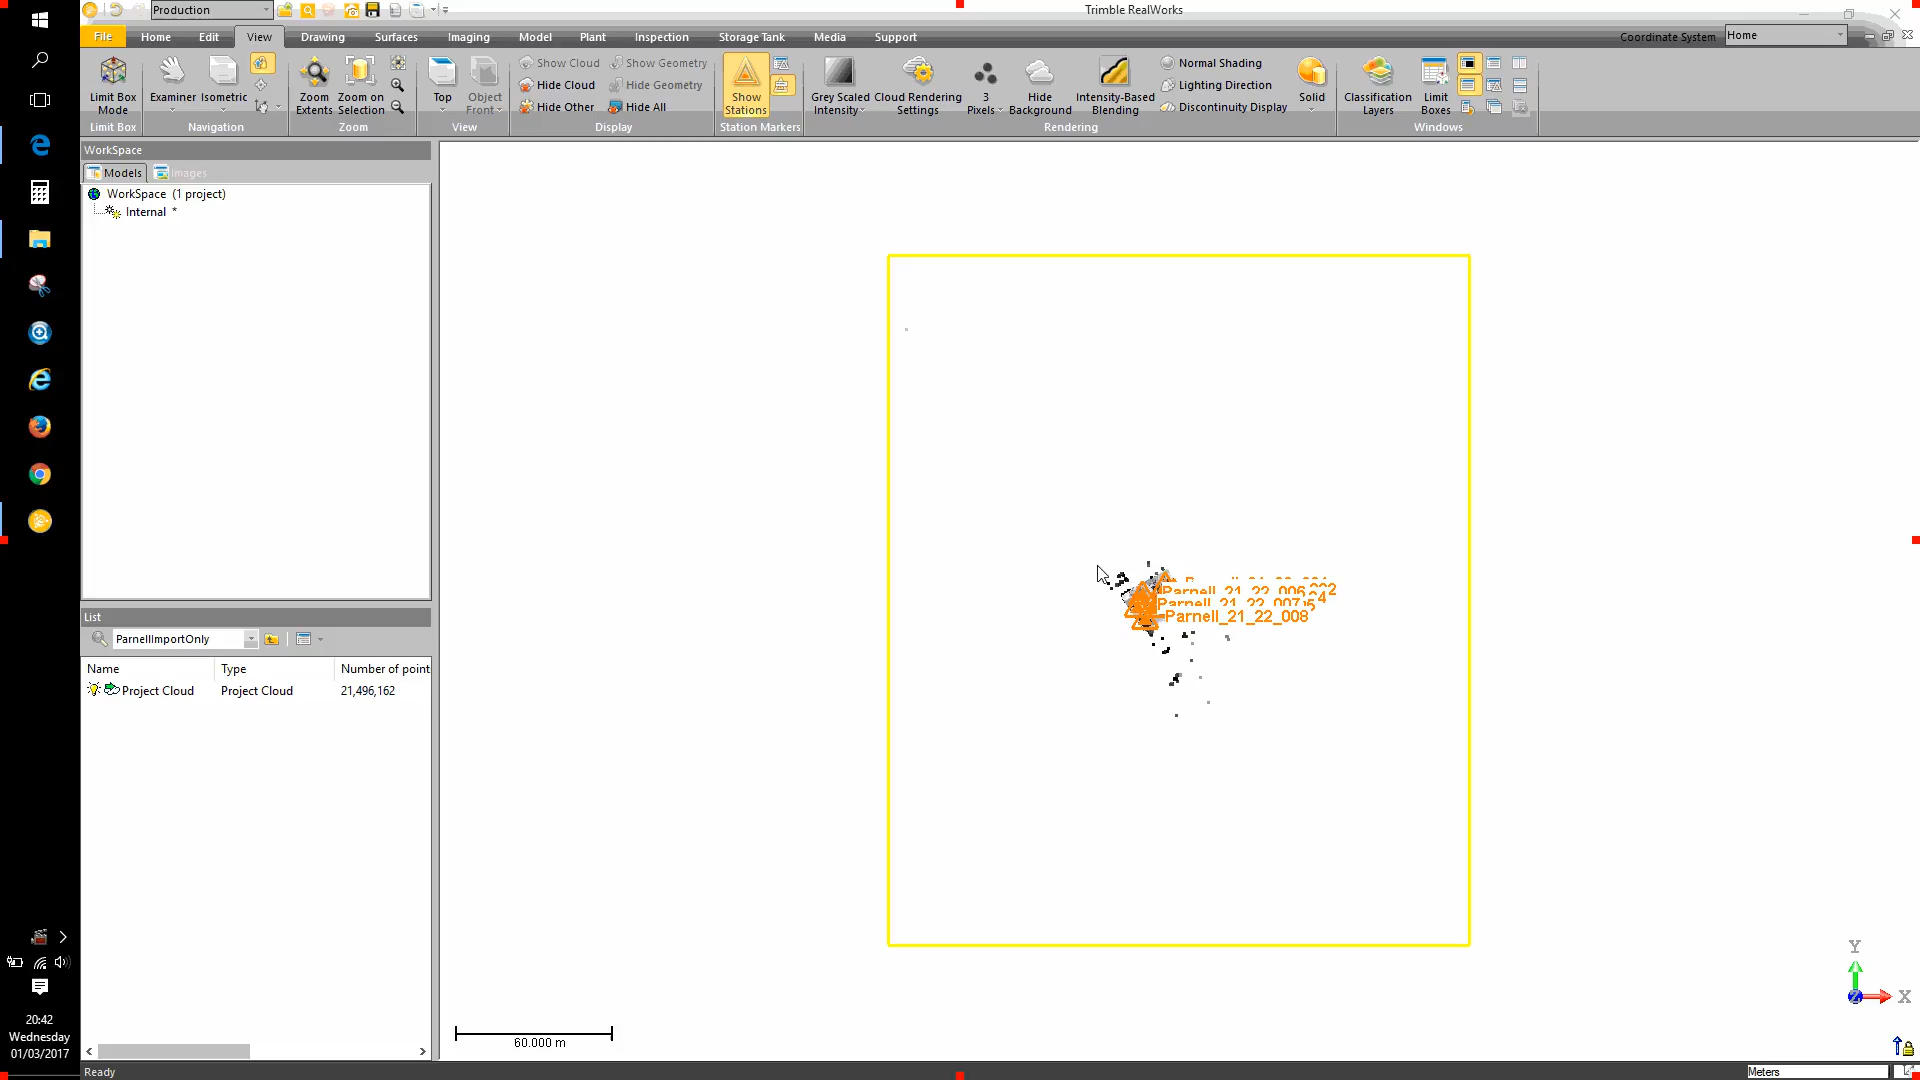 Production
Trimble RealWorks
File Home Edit View Drawing Surfaces Imaging Model Plant Inspection Storage Tank Media Support
Coordinate System Home
Limit Box Mode
Limit Box
Examiner
Isometric
Navigation
Zoom Extents
Zoom on Selection
Zoom
Top
Object Front
View
Show Cloud Show Geometry
Hide Cloud Hide Geometry
Hide Other Hide All
Display
Show Stations
Station Markers
Grey Scaled Intensity
Cloud Rendering Settings
3 Pixels
Hide Background
Intensity-Based Blending
Normal Shading
Lighting Direction
Discontinuity Display
Solid
Rendering
Classification Layers
Limit Boxes
Windows
WorkSpace
Models Images
WorkSpace (1 project)
Internal *
List
ParnellImportOnly
Name Type Number of point
Project Cloud Project Cloud 21,496,162
Parnell_21_22_006
Parnell_21_22_007
Parnell_21_22_008
60.000 m
Y
Z
X
20:42
Wednesday
01/03/2017
Ready
Meters